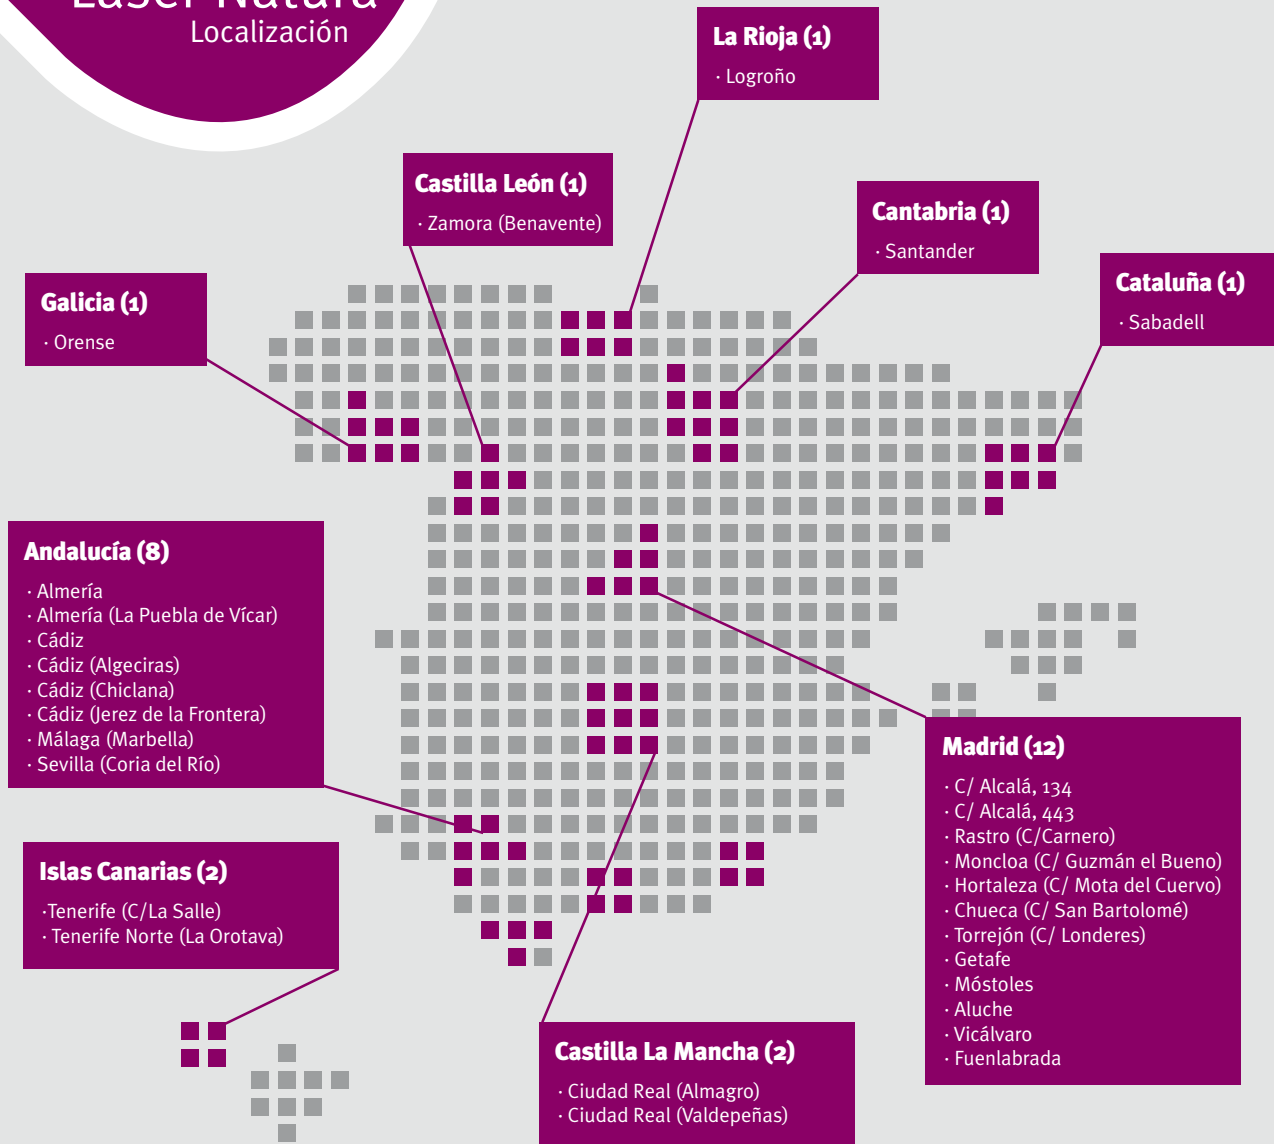 Laser Natura
Localización
La Rioja (1)
· Logroño
Castilla León (1)
· Zamora (Benavente)
Cantabria (1)
· Santander
Cataluña (1)
· Sabadell
Galicia (1)
· Orense
Andalucía (8)
· Almería
· Almería (La Puebla de Vícar)
· Cádiz
· Cádiz (Algeciras)
· Cádiz (Chiclana)
· Cádiz (Jerez de la Frontera)
· Málaga (Marbella)
· Sevilla (Coria del Río)
Madrid (12)
· C/ Alcalá, 134
· C/ Alcalá, 443
· Rastro (C/Carnero)
· Moncloa (C/ Guzmán el Bueno)
· Hortaleza (C/ Mota del Cuervo)
· Chueca (C/ San Bartolomé)
· Torrejón (C/ Londeres)
· Getafe
· Móstoles
· Aluche
· Vicálvaro
· Fuenlabrada
Islas Canarias (2)
·Tenerife (C/La Salle)
· Tenerife Norte (La Orotava)
Castilla La Mancha (2)
· Ciudad Real (Almagro)
· Ciudad Real (Valdepeñas)